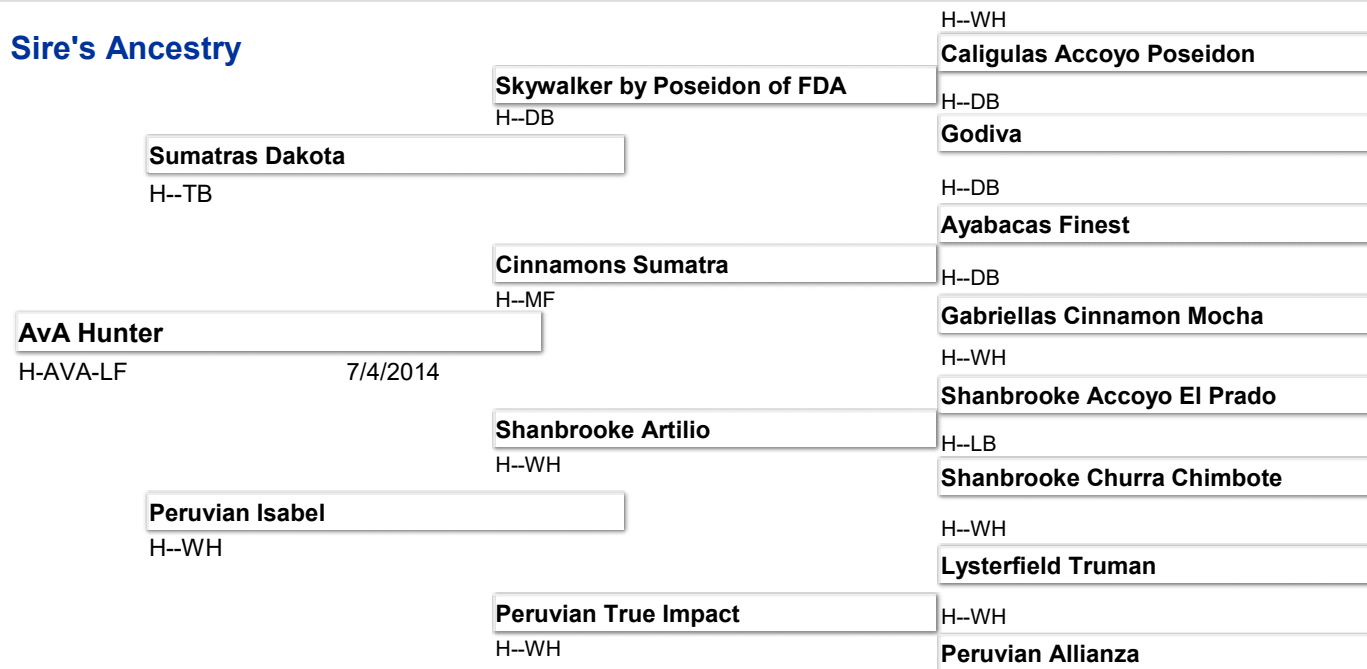 H--WH
Sire's Ancestry
Caligulas Accoyo Poseidon
Skywalker by Poseidon of FDA
H--DB
H--DB
Godiva
Sumatras Dakota
H--TB
H--DB
Ayabacas Finest
Cinnamons Sumatra
H--DB
H--MF
Gabriellas Cinnamon Mocha
AvA Hunter
H-AVA-LF 7/4/2014
H--WH
Shanbrooke Accoyo El Prado
Shanbrooke Artilio
H--LB
H--WH
Shanbrooke Churra Chimbote
Peruvian Isabel
H--WH
H--WH
Lysterfield Truman
Peruvian True Impact
H--WH
H--WH
Peruvian Allianza